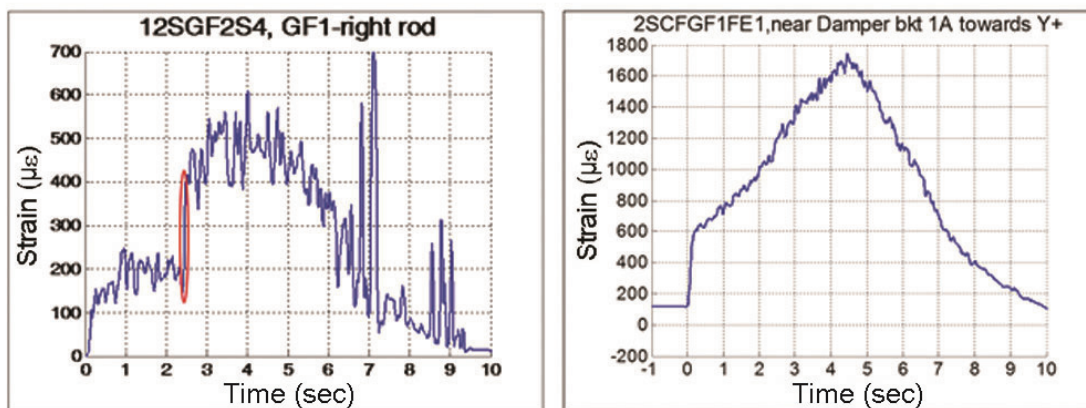 12SGF2S4, GF1-right rod
700
600
500
400
300
200
100
0
0 1 2 3 4 5 6 7 8 9 10
Strain (με)
Time (sec)
2SCFGF1FE1,near Damper bkt 1A towards Y+
1800
1600
1400
1200
1000
800
600
400
200
0
-200
-1 0 1 2 3 4 5 6 7 8 9 10
Strain (με)
Time (sec)